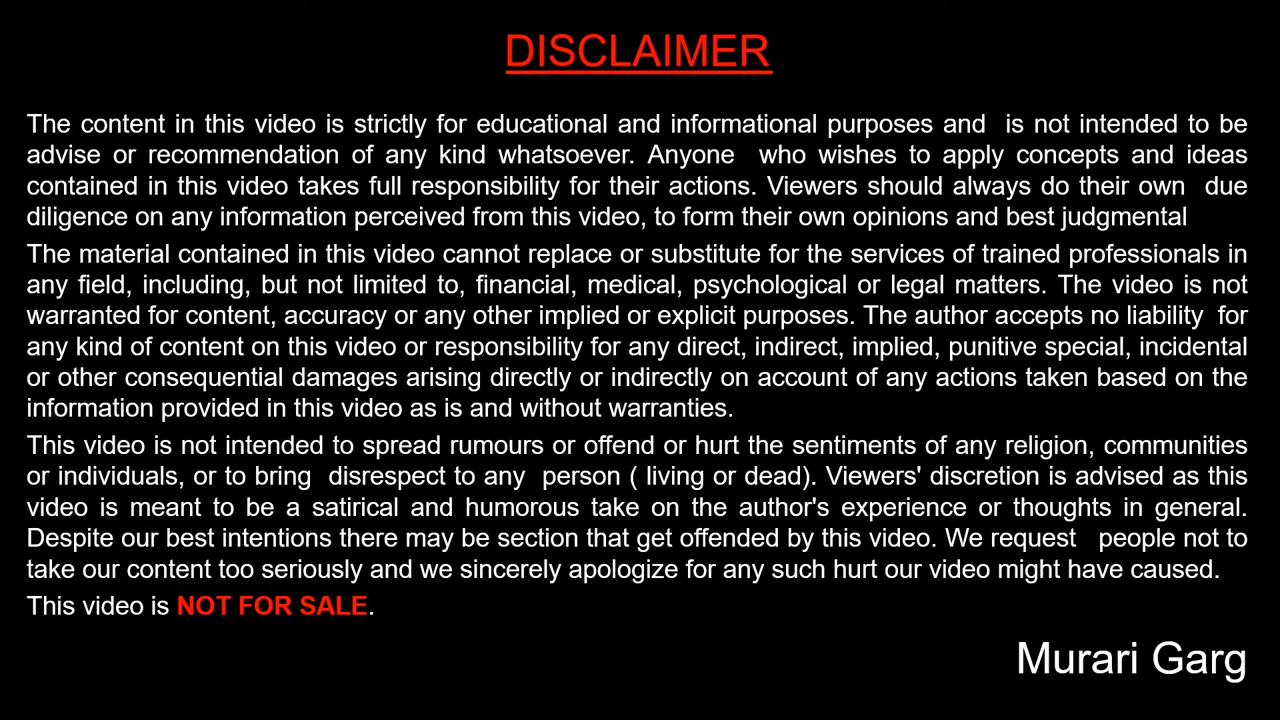 DISCLAIMER
The content in this video is strictly for educational and informational purposes and is not intended to be
advise or recommendation of any kind whatsoever. Anyone who wishes to apply concepts and ideas
contained in this video takes full responsibility for their actions. Viewers should always do their own due
diligence on any information perceived from this video, to form their own opinions and best judgmental
The material contained in this video cannot replace or substitute for the services of trained professionals in
any field, including, but not limited to, financial, medical, psychological or legal matters. The video is not
warranted for content, accuracy or any other implied or explicit purposes. The author accepts no liability for
any kind of content on this video or responsibility for any direct, indirect, implied, punitive special, incidental
or other consequential damages arising directly or indirectly on account of any actions taken based on the
information provided in this video as is and without warranties.
This video is not intended to spread rumours or offend or hurt the sentiments of any religion, communities
or individuals, or to bring disrespect to any person ( living or dead). Viewers' discretion is advised as this
video is meant to be a satirical and humorous take on the author's experience or thoughts in general.
Despite our best intentions there may be section that get offended by this video. We request people not to
take our content too seriously and we sincerely apologize for any such hurt our video might have caused.
This video is NOT FOR SALE.
Murari Garg